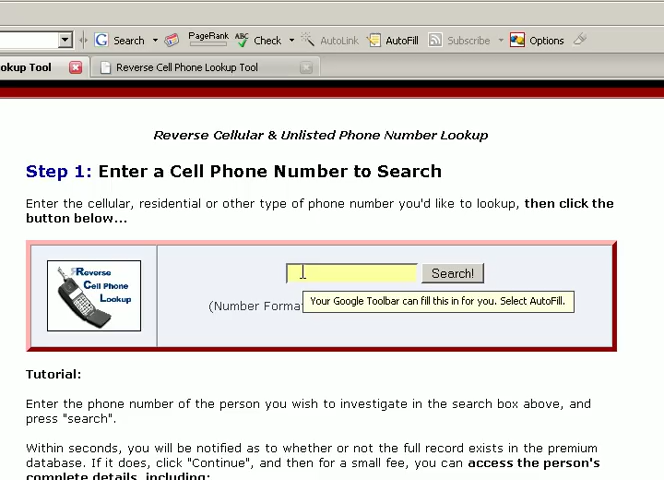 Search PageRank Check AutoLink AutoFill Subscribe Options
okup Tool Reverse Cell Phone Lookup Tool
Reverse Cellular & Unlisted Phone Number Lookup
Step 1: Enter a Cell Phone Number to Search
Enter the cellular, residential or other type of phone number you'd like to lookup, then click the
button below...
Reverse
Cell Phone
Lookup
Search!
(Number Forma
Your Google Toolbar can fill this in for you. Select AutoFill.
Tutorial:
Enter the phone number of the person you wish to investigate in the search box above, and
press "search".
Within seconds, you will be notified as to whether or not the full record exists in the premium
database. If it does, click "Continue", and then for a small fee, you can access the person's
complete details, including: